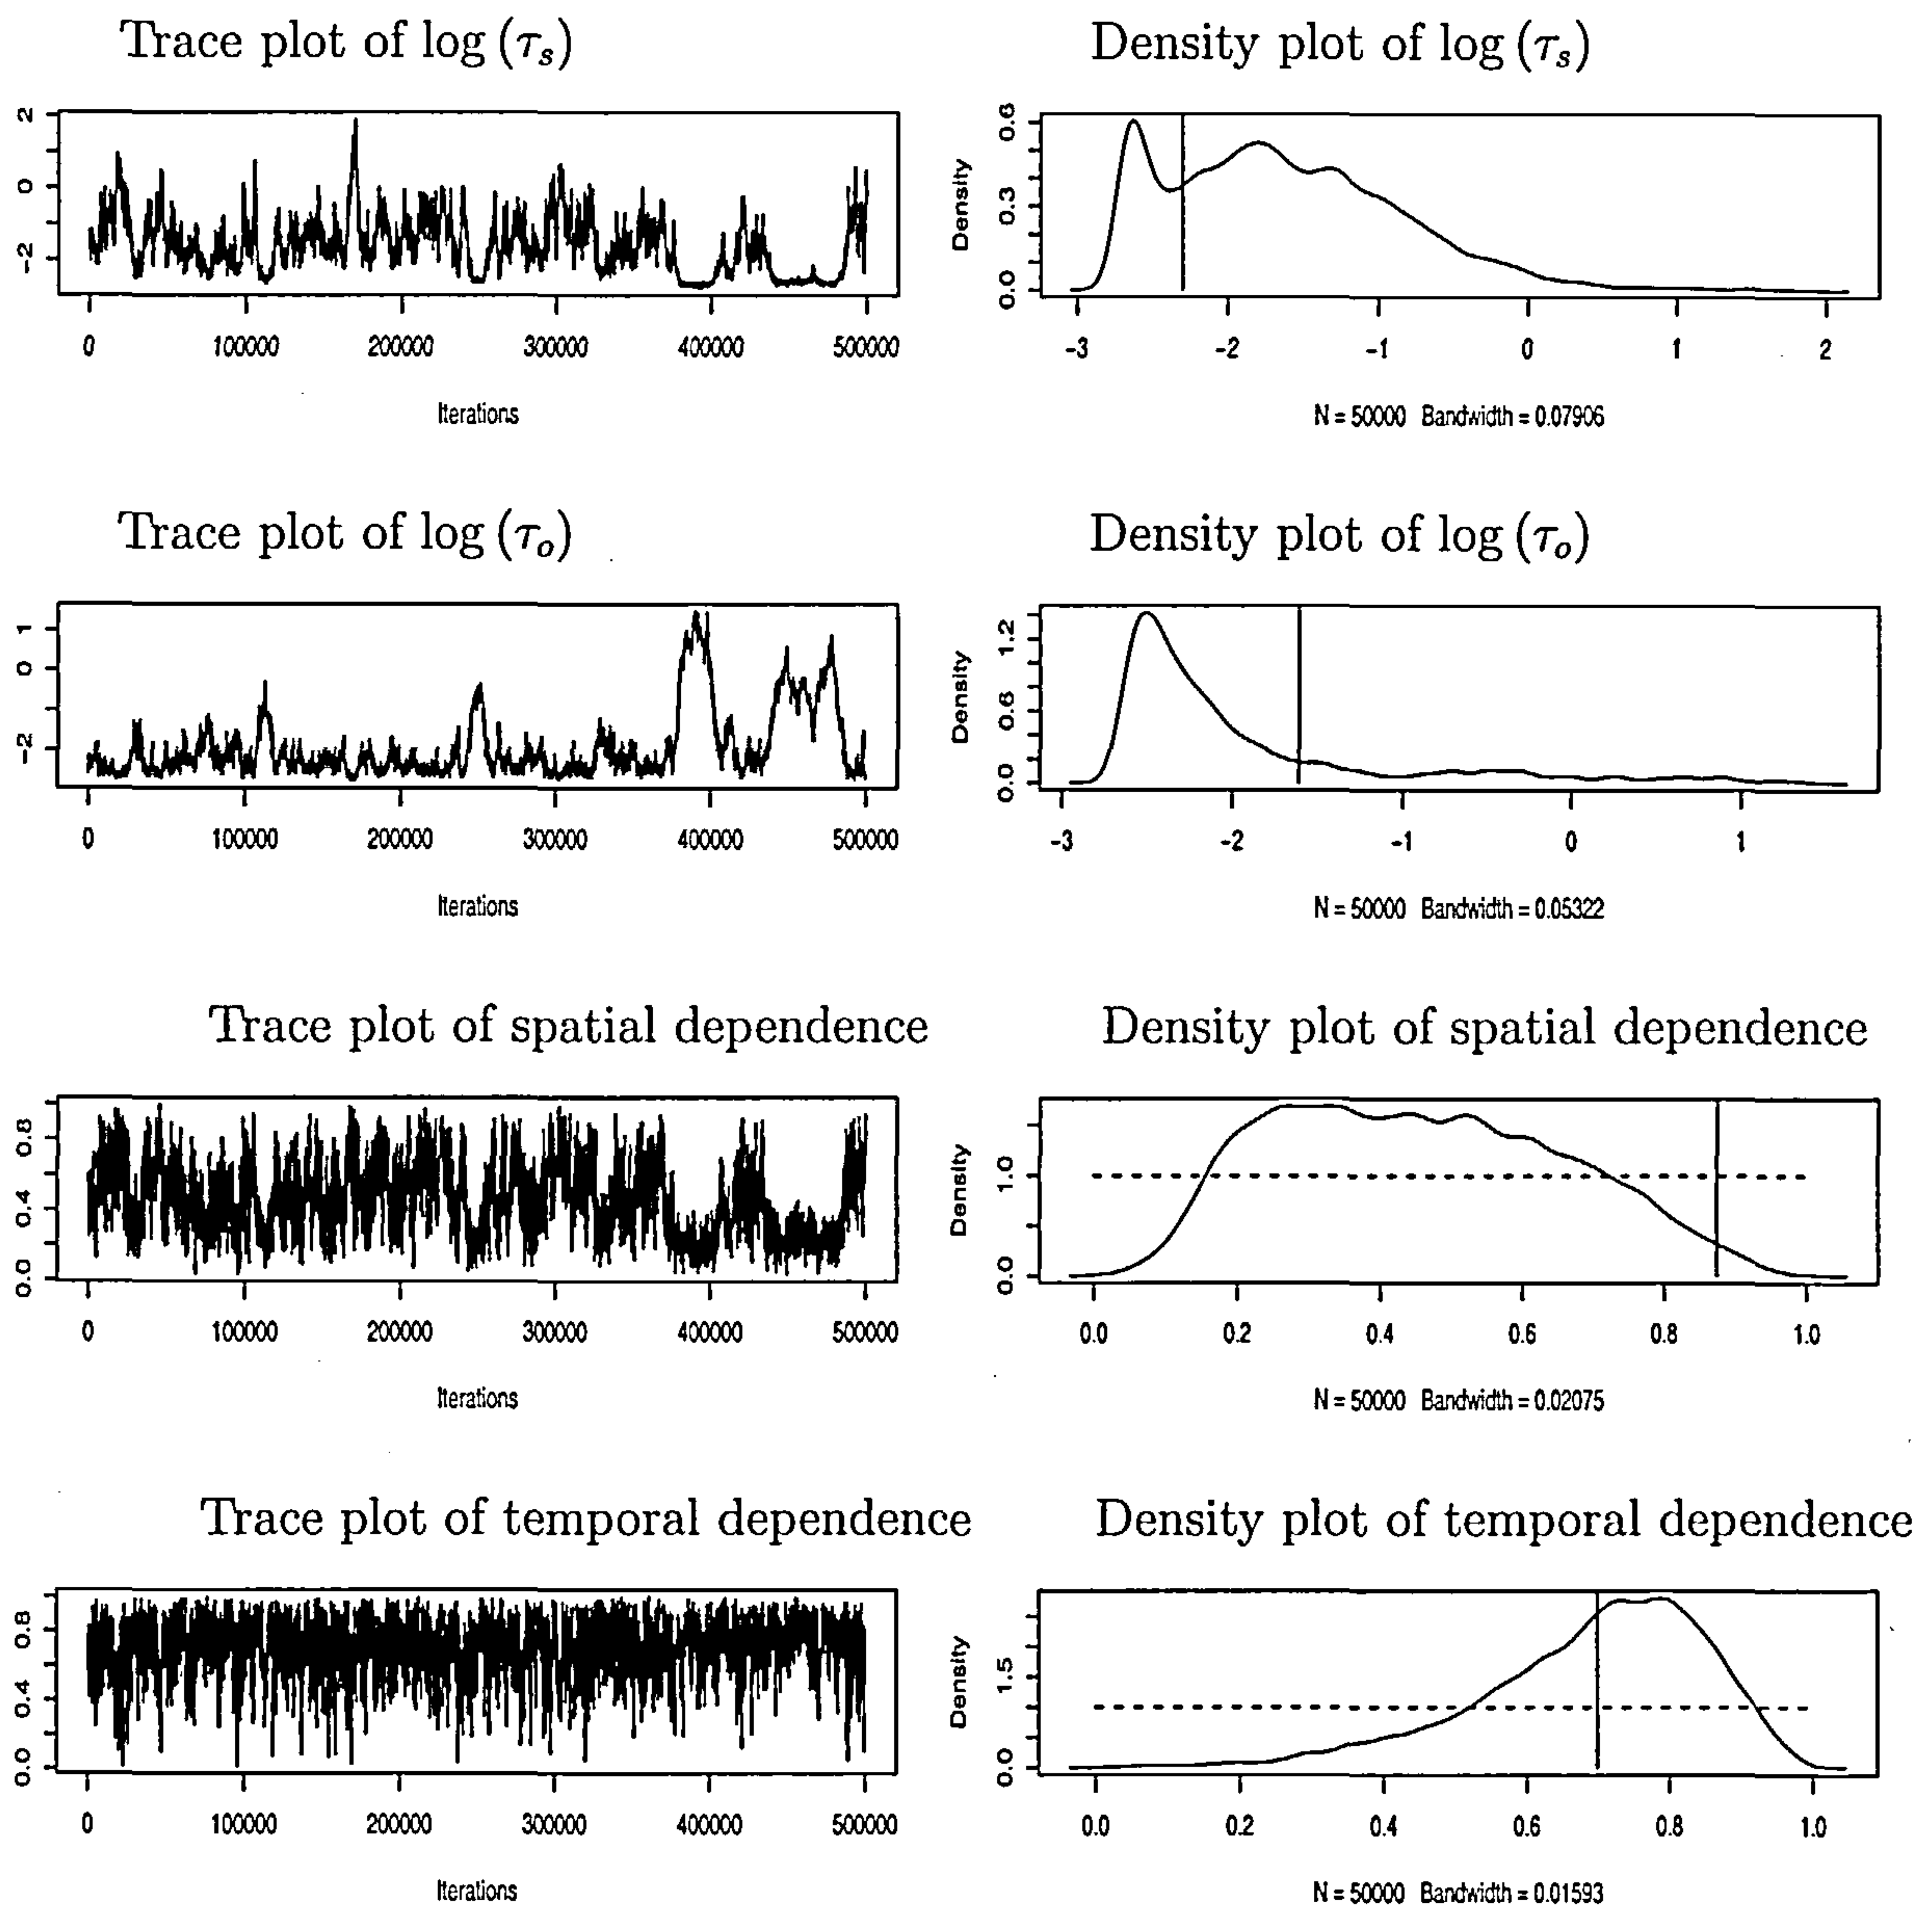 Trace plot of log (τs)
Density plot of log (τs)
2
0
-2
0 100000 200000 300000 400000 500000
Iterations
Density
0.6
0.3
0.0
-3 -2 -1 0 1 2
N = 50000 Bandwidth = 0.07906
Trace plot of log (τo)
Density plot of log (τo)
1
0
-2
0 100000 200000 300000 400000 500000
Iterations
Density
1.2
0.6
0.0
-3 -2 -1 0 1
N = 50000 Bandwidth = 0.05322
Trace plot of spatial dependence
Density plot of spatial dependence
0.8
0.4
0.0
0 100000 200000 300000 400000 500000
Iterations
Density
1.0
0.0
0.0 0.2 0.4 0.6 0.8 1.0
N = 50000 Bandwidth = 0.02075
Trace plot of temporal dependence
Density plot of temporal dependence
0.8
0.4
0.0
0 100000 200000 300000 400000 500000
Iterations
Density
1.5
0.0
0.0 0.2 0.4 0.6 0.8 1.0
N = 50000 Bandwidth = 0.01593